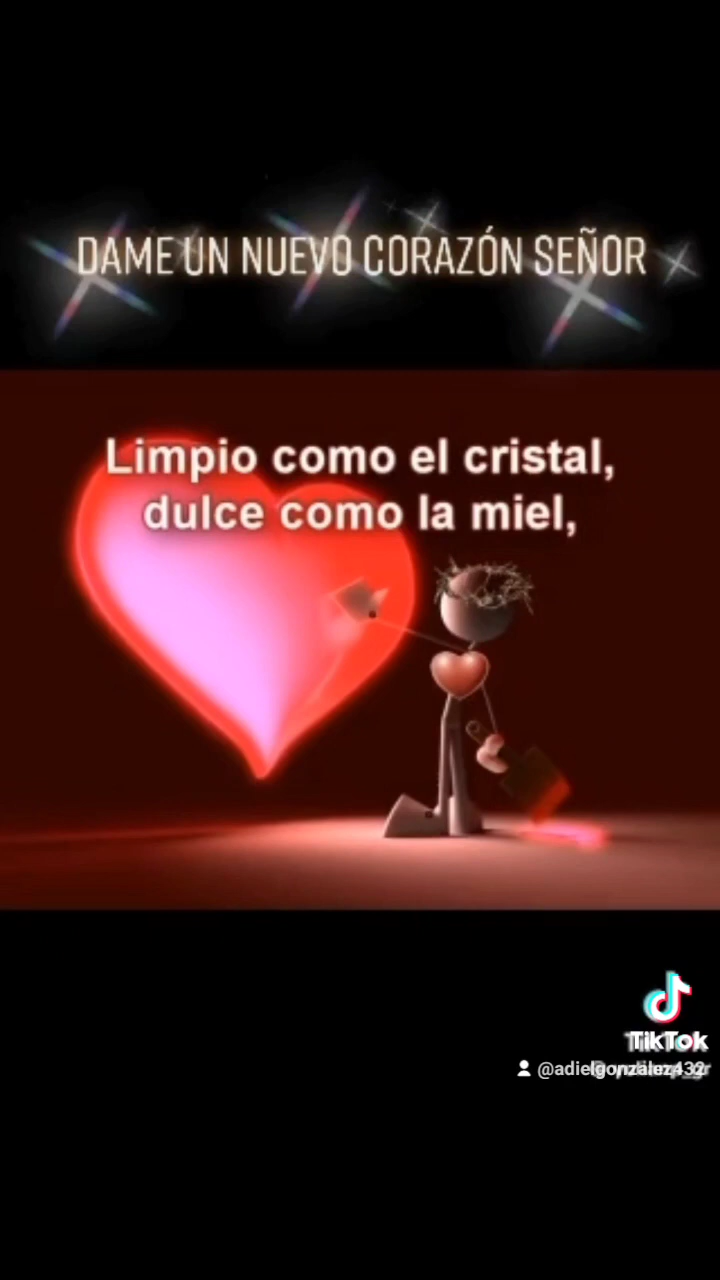 DAME UN NUEVO CORAZÓN SEÑOR
Limpio como el cristal,
dulce como la miel,
TikTok